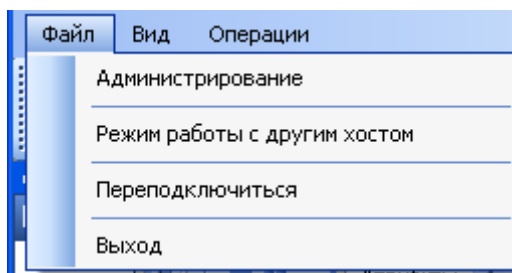 Файл Вид Операции
Администрирование
Режим работы с другим хостом
Переподключиться
Выход